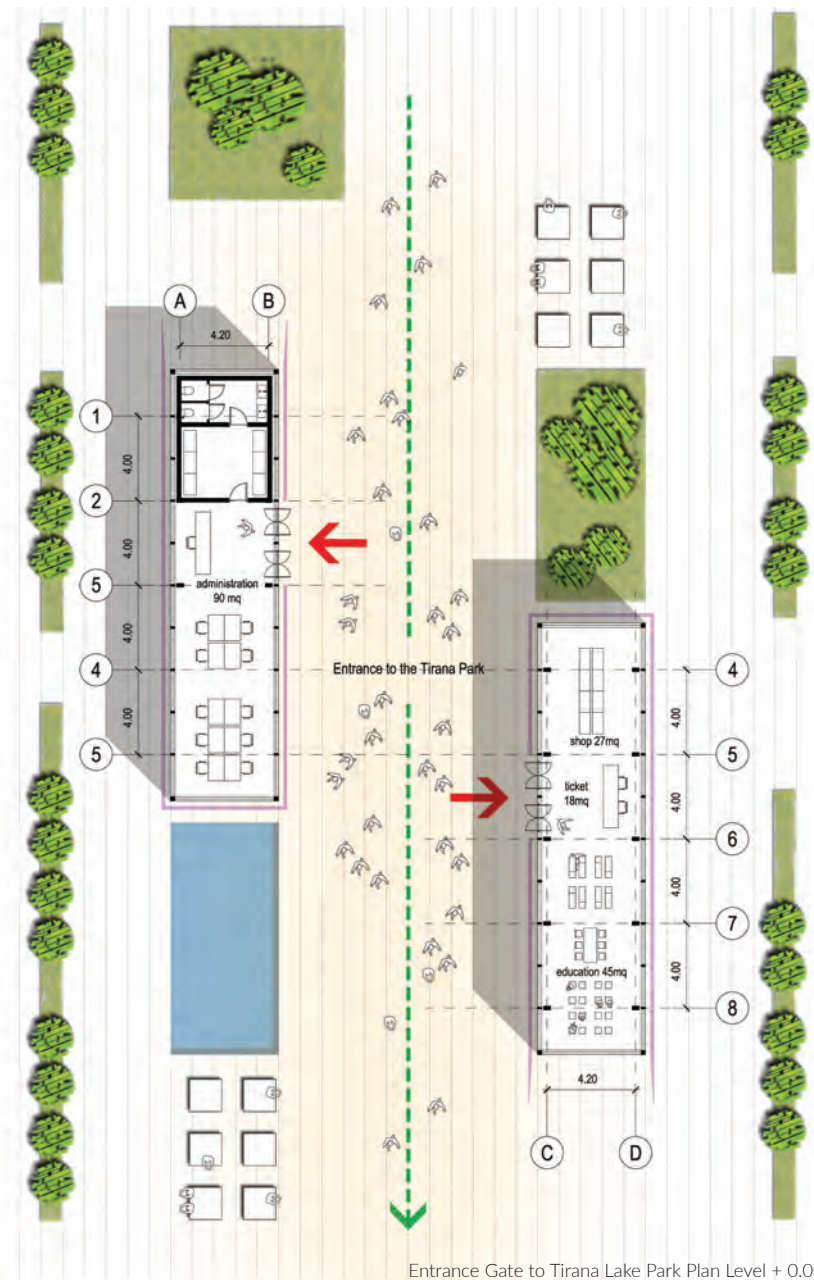 A
B
4.20
1
4.00
2
4.00
5
administration
90 mq
4.00
4
Entrance to the Tirana Park
4.00
5
4
4.00
shop 27mq
5
ticket
18mq
4.00
6
4.00
7
4.00
education 45mq
8
4.20
C
D
Entrance Gate to Tirana Lake Park Plan Level + 0.0